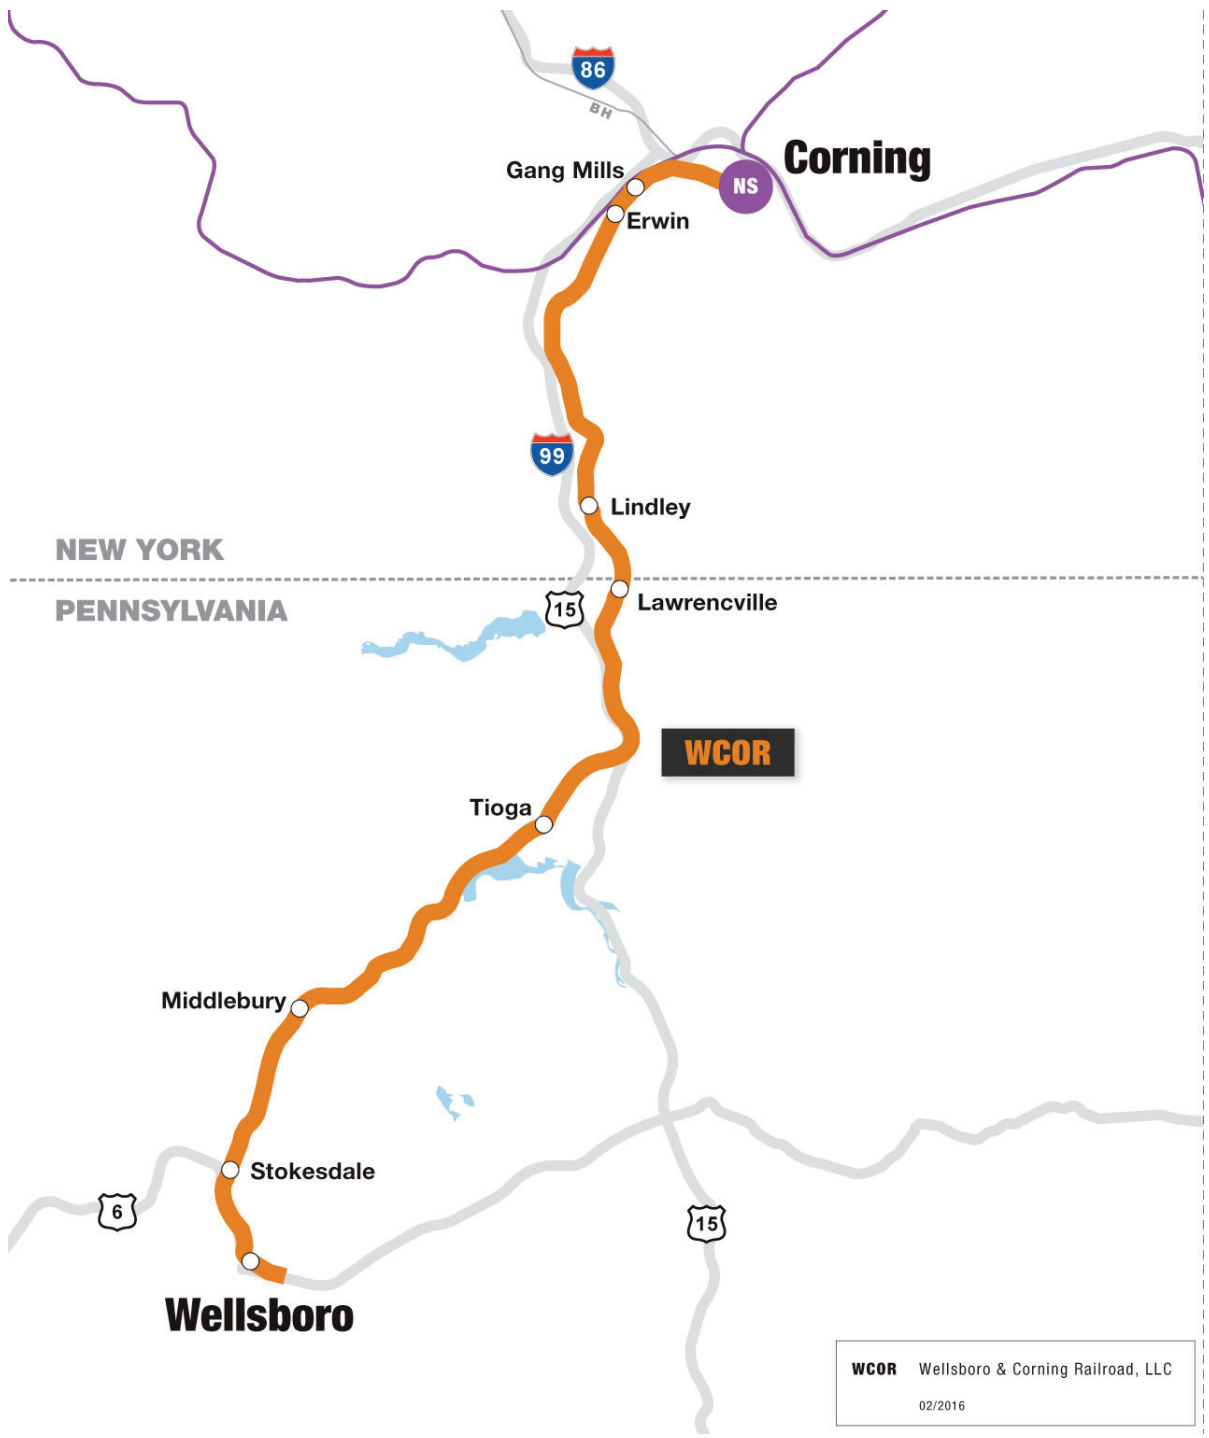 86
BH
Corning
Gang Mills
NS
Erwin
99
Lindley
NEW YORK
PENNSYLVANIA
15
Lawrencville
WCOR
Tioga
Middlebury
Stokesdale
6
15
Wellsboro
WCOR Wellsboro & Corning Railroad, LLC
02/2016